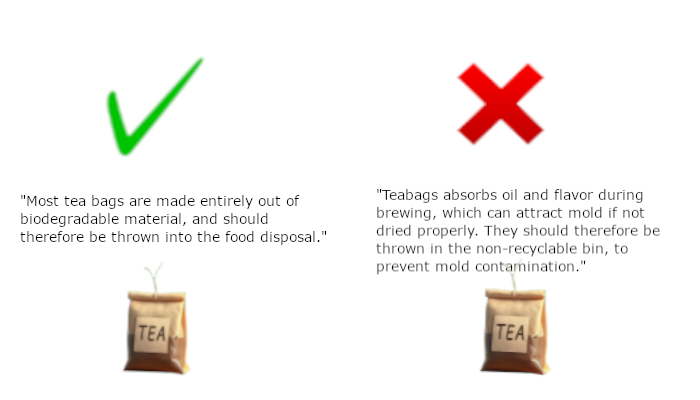 "Most tea bags are made entirely out of
biodegradable material, and should
therefore be thrown into the food disposal."
"Teabags absorbs oil and flavor during
brewing, which can attract mold if not
dried properly. They should therefore be
thrown in the non-recyclable bin, to
prevent mold contamination."
TEA
TEA